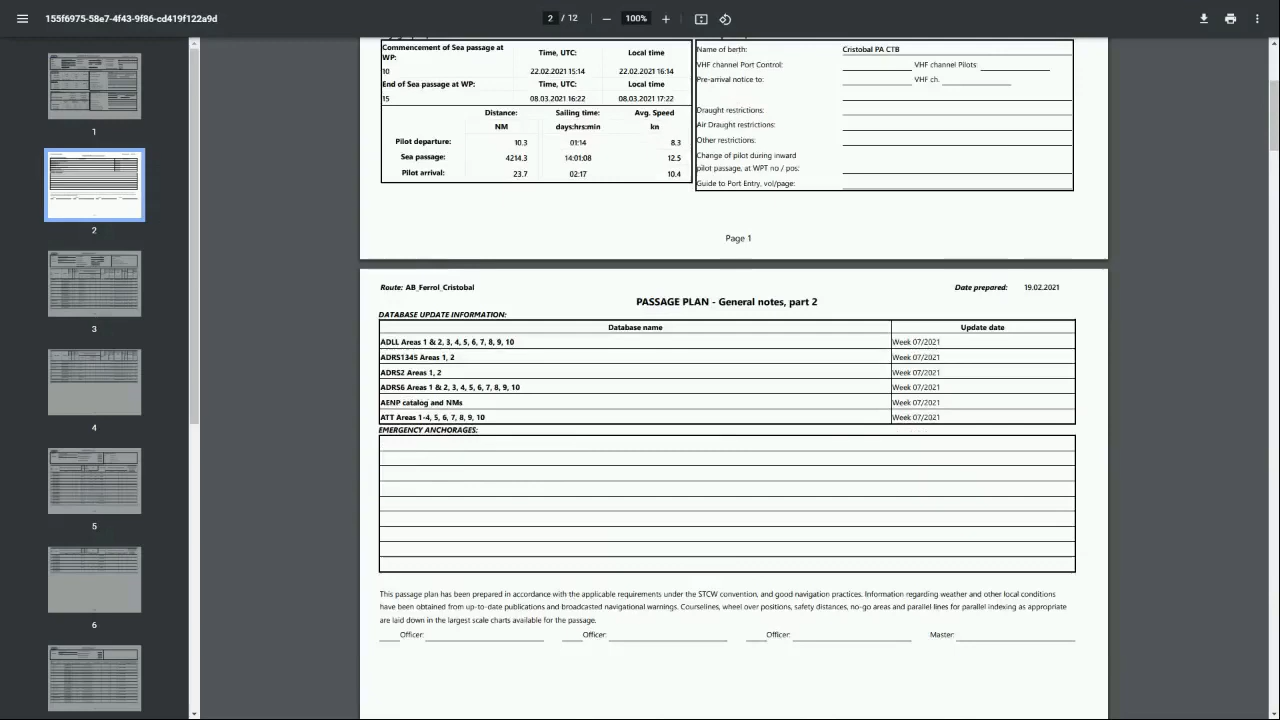 155f6975-58e7-4f43-9f86-cd419f122a9d
2 / 12
100%
1
2
3
4
5
6
Commencement of Sea passage at WP: Time, UTC: Local time
10 22.02.2021 15:14 22.02.2021 16:14
End of Sea passage at WP: Time, UTC: Local time
15 08.03.2021 16:22 08.03.2021 17:22
Distance: Sailing time: Avg. Speed
NM days:hrs:min kn
Pilot departure: 10.3 01:14 8.3
Sea passage: 4214.3 14:01:08 12.5
Pilot arrival: 23.7 02:17 10.4
Name of berth: Cristobal PA CTB
VHF channel Port Control: VHF channel Pilots:
Pre-arrival notice to: VHF ch.
Draught restrictions:
Air Draught restrictions:
Other restrictions:
Change of pilot during inward
pilot passage, at WPT no / pos:
Guide to Port Entry, vol/page:
Page 1
Route: AB_Ferrol_Cristobal Date prepared: 19.02.2021
PASSAGE PLAN - General notes, part 2
DATABASE UPDATE INFORMATION:
Database name Update date
ADLL Areas 1 & 2, 3, 4, 5, 6, 7, 8, 9, 10 Week 07/2021
ADRS1345 Areas 1, 2 Week 07/2021
ADRS2 Areas 1, 2 Week 07/2021
ADRS6 Areas 1 & 2, 3, 4, 5, 6, 7, 8, 9, 10 Week 07/2021
AENP catalog and NMs Week 07/2021
ATT Areas 1-4, 5, 6, 7, 8, 9, 10 Week 07/2021
EMERGENCY ANCHORAGES:
This passage plan has been prepared in accordance with the applicable requirements under the STCW convention, and good navigation practices. Information regarding weather and other local conditions
have been obtained from up-to-date publications and broadcasted navigational warnings. Courselines, wheel over positions, safety distances, no-go areas and parallel lines for parallel indexing as appropriate
are laid down in the largest scale charts available for the passage.
Officer: Officer: Officer: Master: